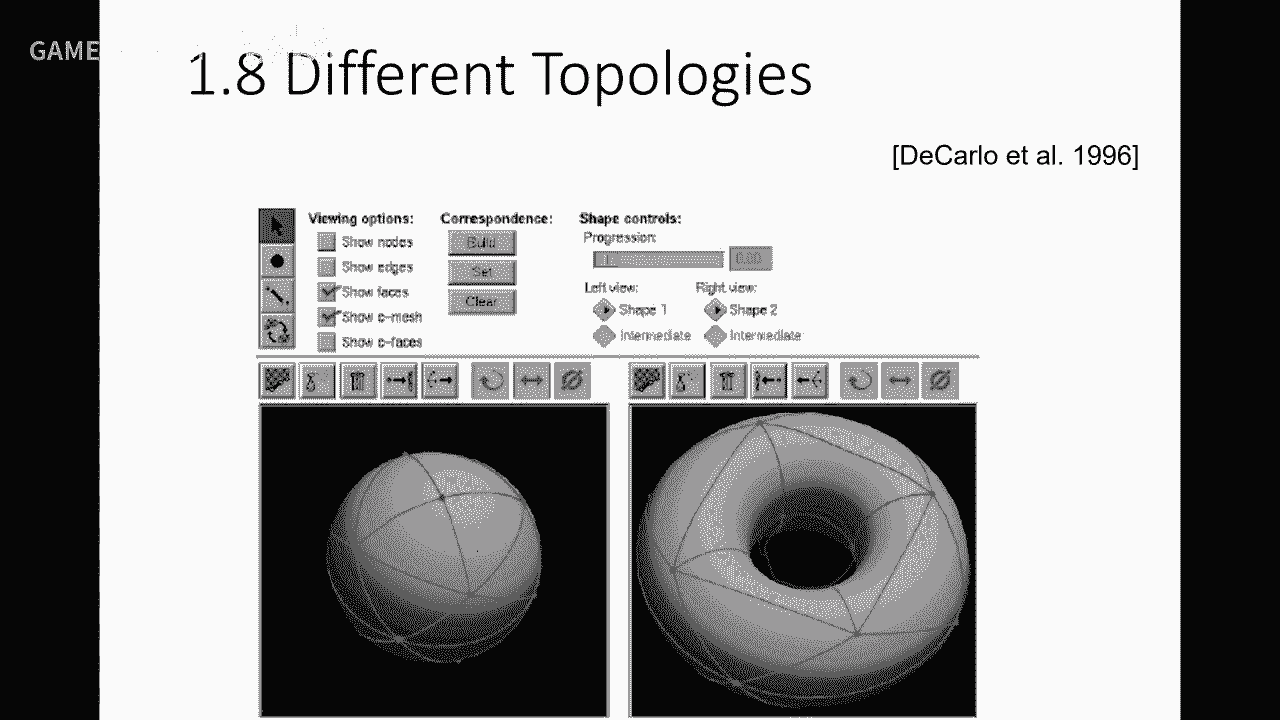 GAME
1.8 Different Topologies
[DeCarlo et al. 1996]
Viewing options: Correspondence: Shape controls:
Show nodes Build Progression:
Show edges Set 0.00
Show faces Clear Left view: Right view:
Show c-mesh Shape 1 Shape 2
Show c-faces Intermediate Intermediate